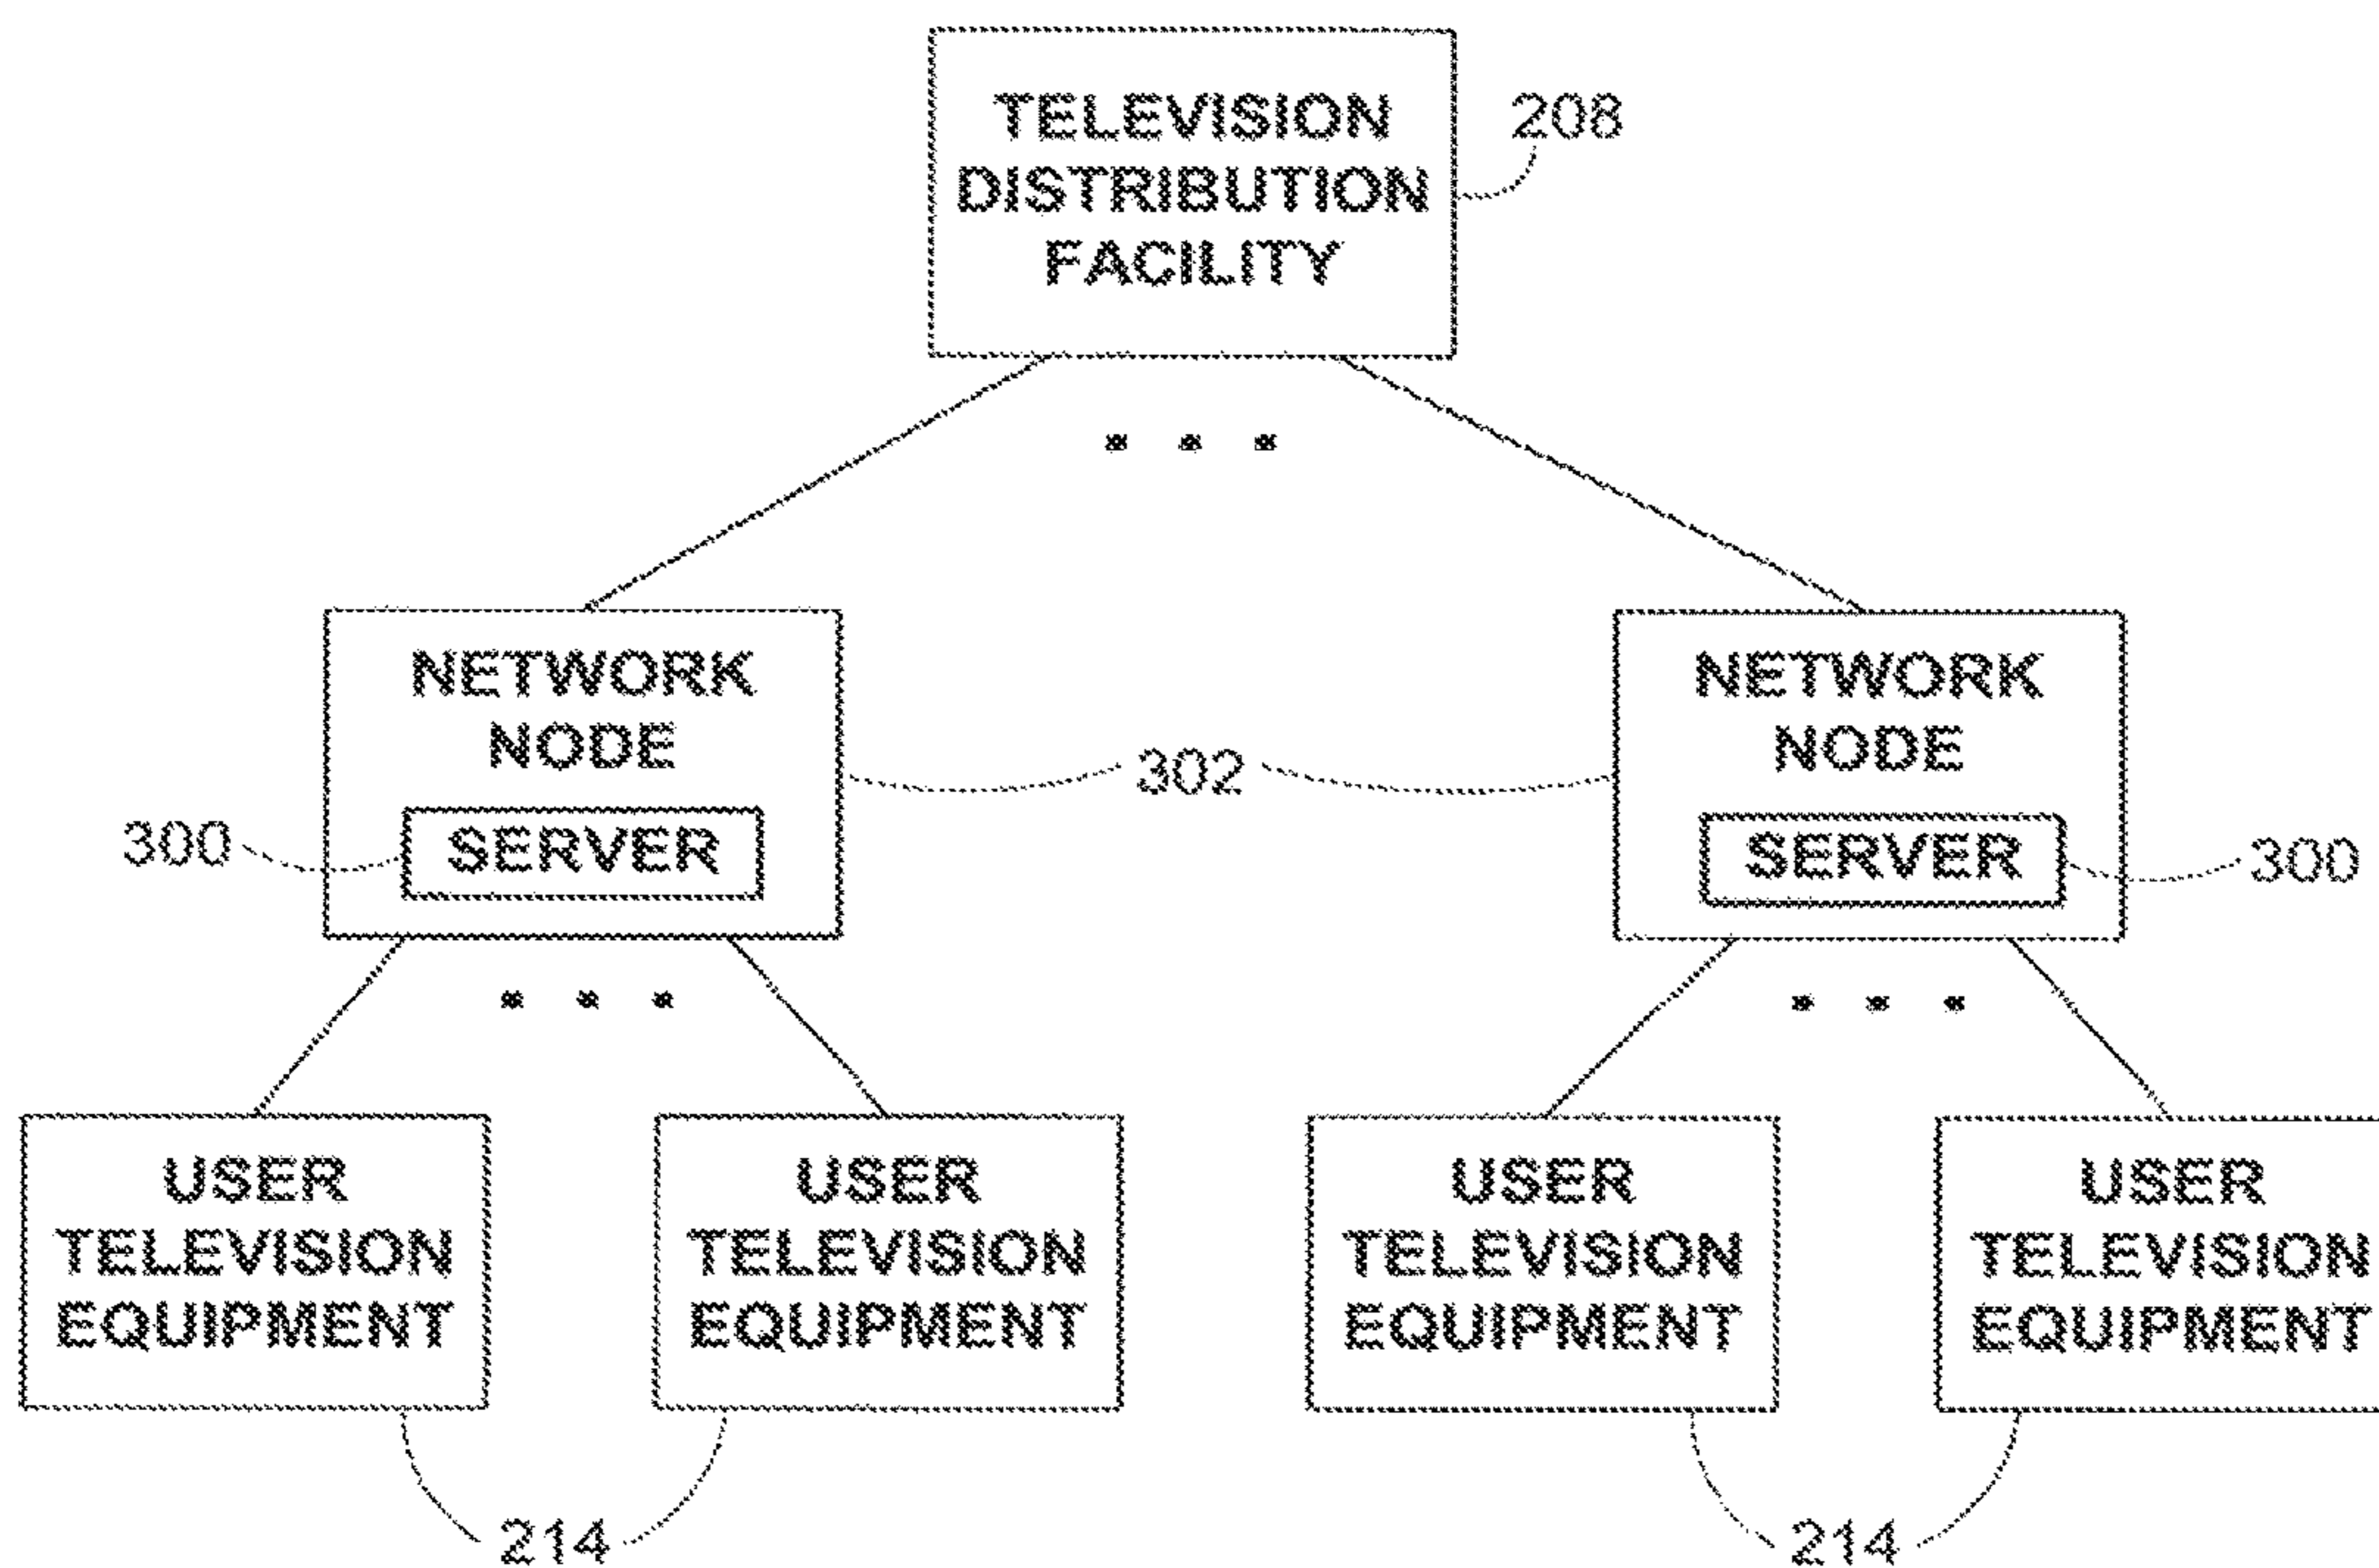 TELEVISION
DISTRIBUTION
FACILITY
208
NETWORK
NODE
SERVER
300
302
NETWORK
NODE
SERVER
300
USER
TELEVISION
EQUIPMENT
USER
TELEVISION
EQUIPMENT
214
USER
TELEVISION
EQUIPMENT
USER
TELEVISION
EQUIPMENT
214